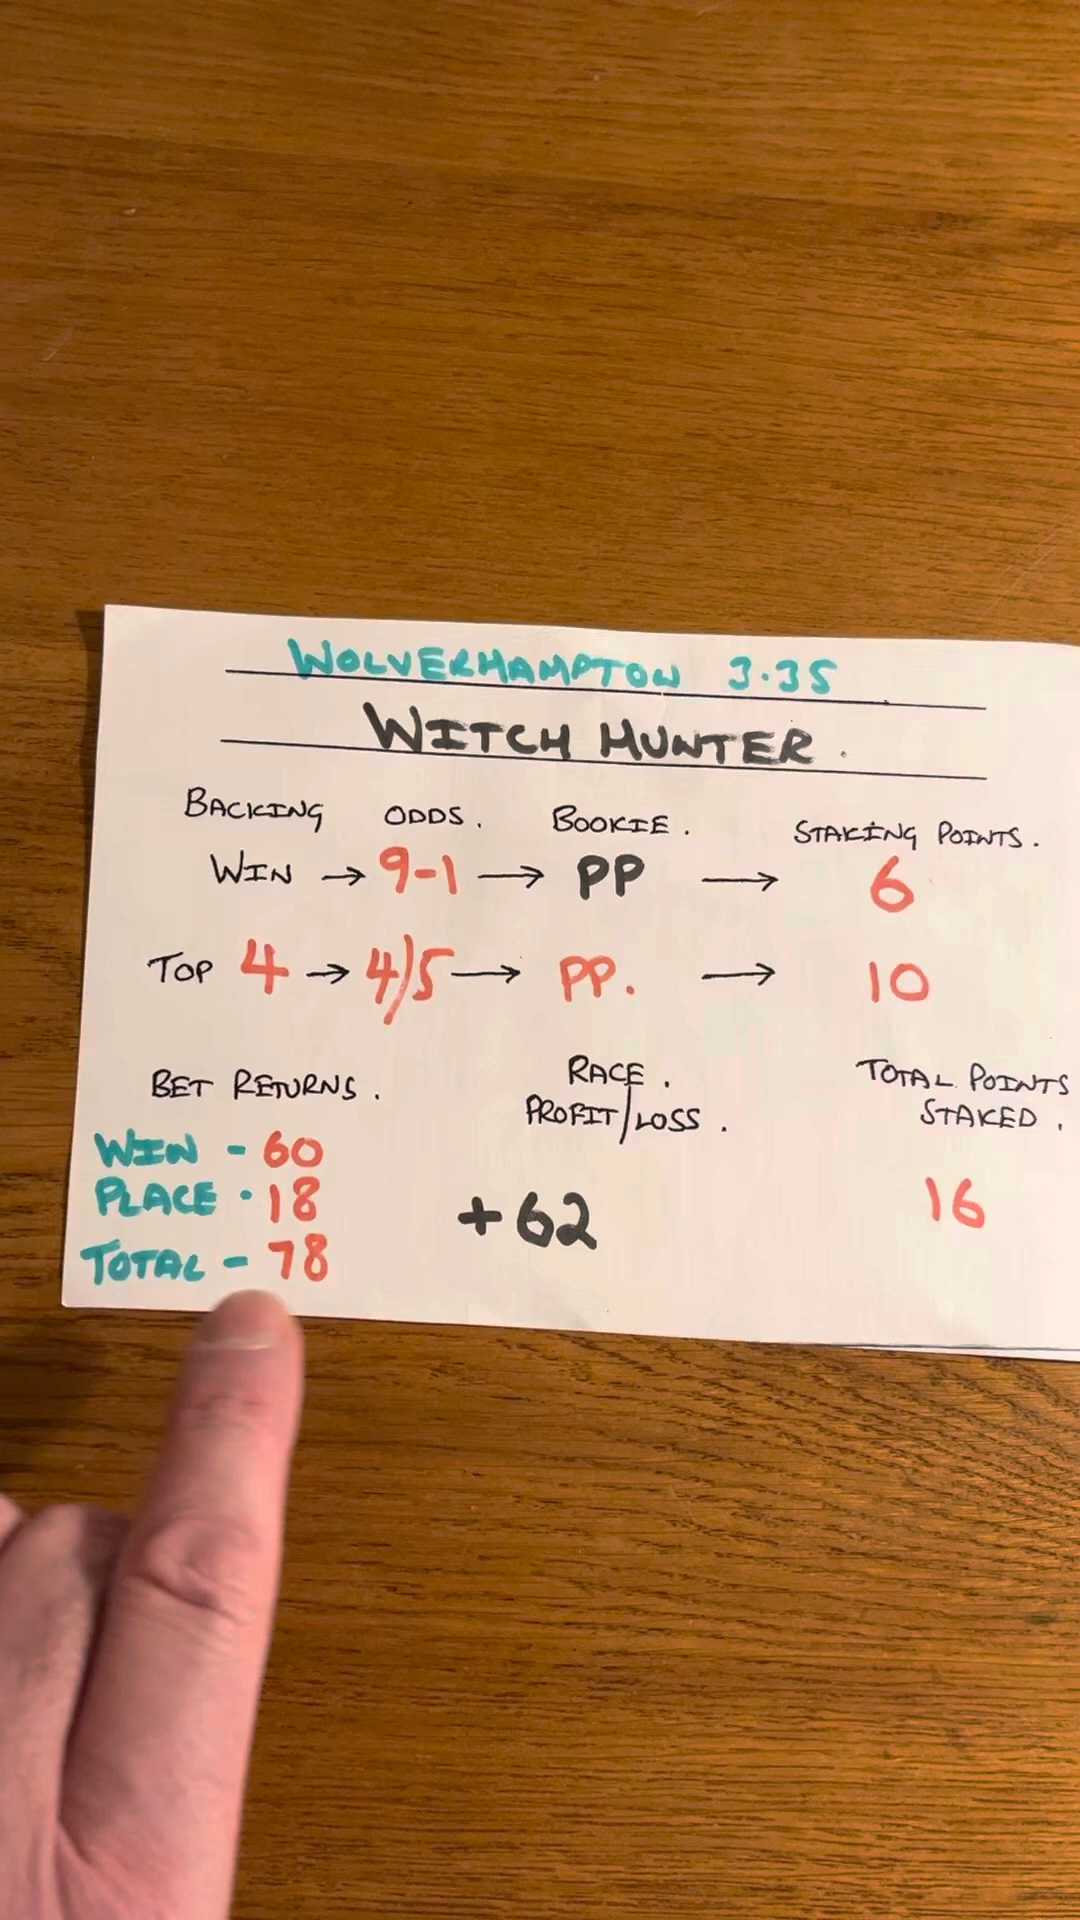 WOLVERHAMPTON 3.35
WITCH HUNTER.
BACKING ODDS. BOOKIE. STAKING POINTS.
WIN → 9-1 → PP → 6
TOP 4 → 4/5 → PP. → 10
BET RETURNS. RACE. PROFIT/LOSS. TOTAL POINTS STAKED.
WIN - 60
PLACE · 18
TOTAL - 78
+62
16